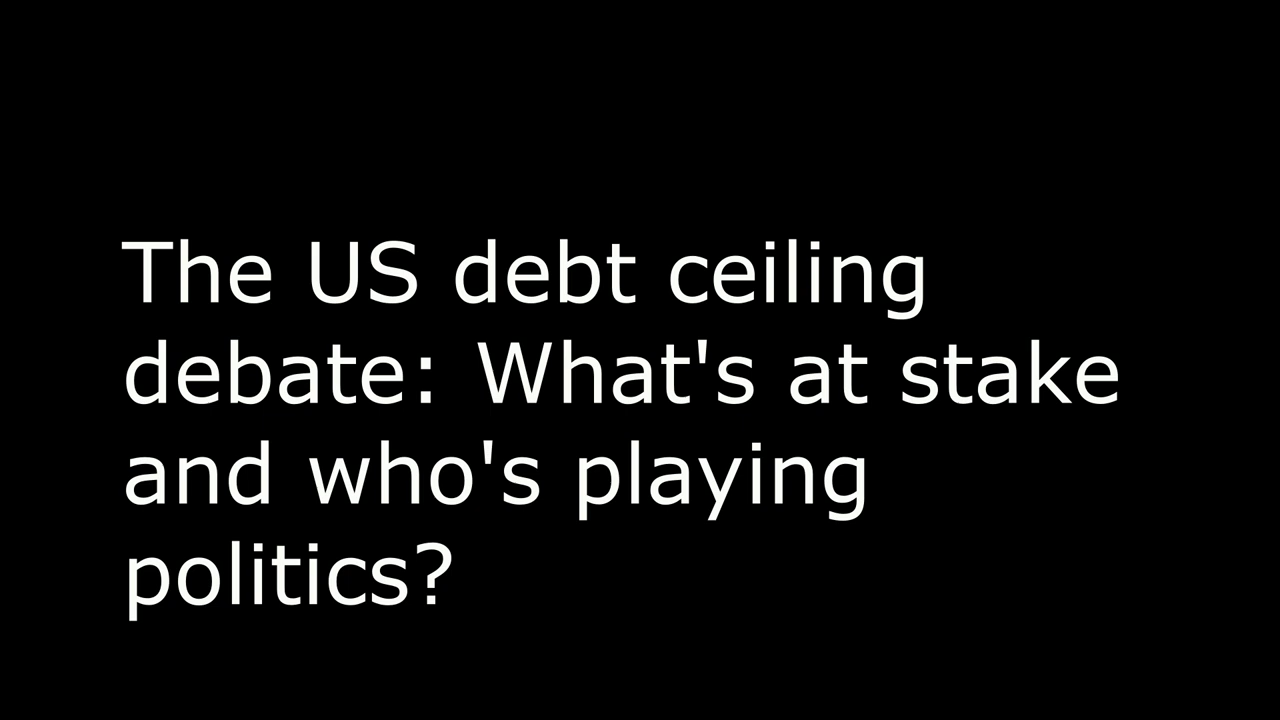 The US debt ceiling
debate: What's at stake
and who's playing
politics?